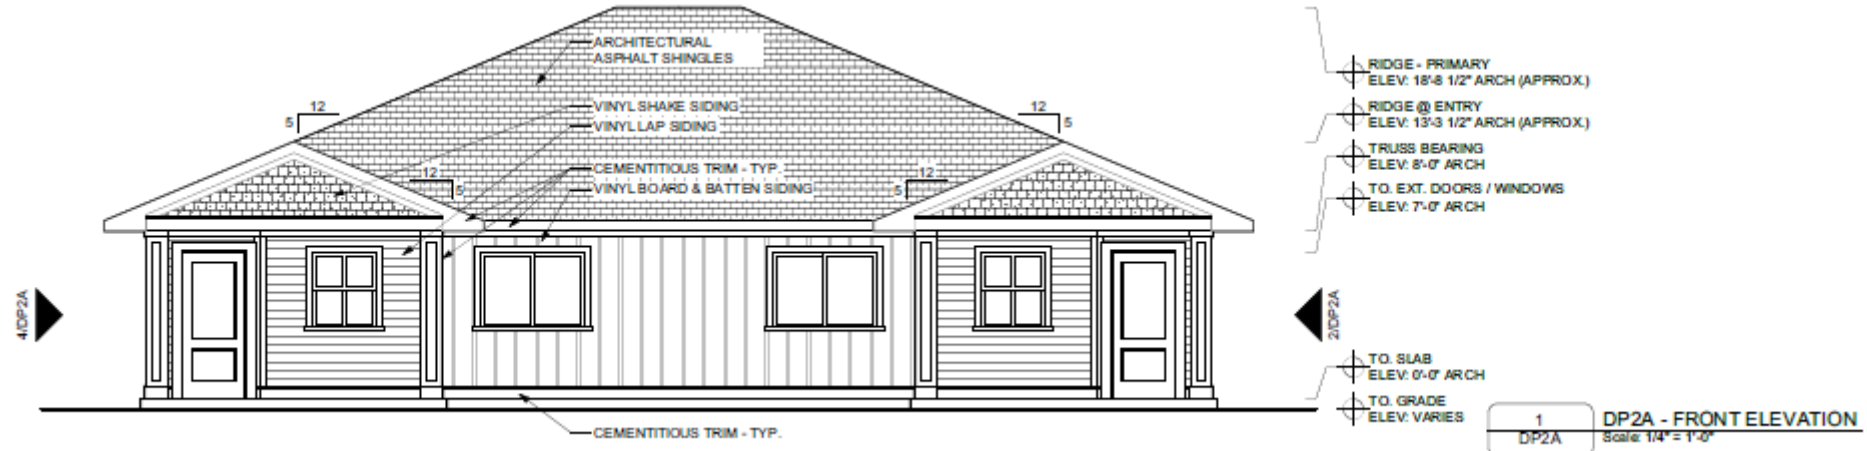 ARCHITECTURAL
ASPHALT SHINGLES
12
5
VINYL SHAKE SIDING
VINYL LAP SIDING
12
5
CEMENTITIOUS TRIM - TYP.
VINYL BOARD & BATTEN SIDING
12
5
12
5
CEMENTITIOUS TRIM - TYP.
4/DP2A
2/DP2A
RIDGE - PRIMARY
ELEV: 18'-8 1/2" ARCH (APPROX.)
RIDGE @ ENTRY
ELEV: 13'-3 1/2" ARCH (APPROX.)
TRUSS BEARING
ELEV: 8'-0" ARCH
TO. EXT. DOORS / WINDOWS
ELEV: 7'-0" ARCH
TO. SLAB
ELEV: 0'-0" ARCH
TO. GRADE
ELEV: VARIES
1
DP2A
DP2A - FRONT ELEVATION
Scale: 1/4" = 1'-0"